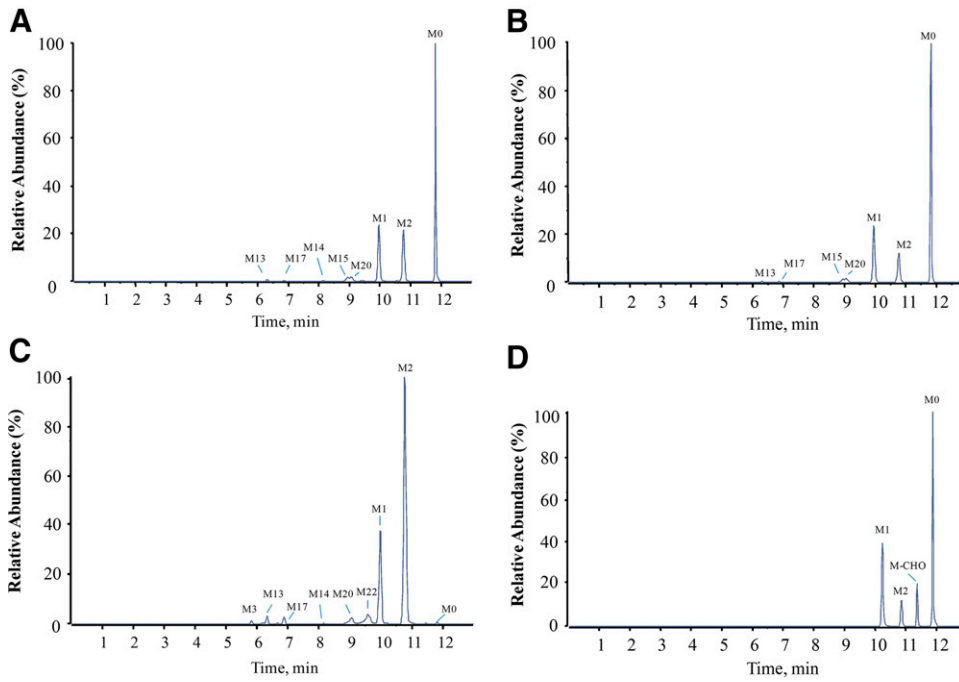 A
Relative Abundance (%)
100
80
60
40
20
0
M13
M17
M14
M15
M20
M1
M2
M0
1 2 3 4 5 6 7 8 9 10 11 12
Time, min
B
Relative Abundance (%)
100
80
60
40
20
0
M13
M17
M15
M20
M1
M2
M0
1 2 3 4 5 6 7 8 9 10 11 12
Time, min
C
Relative Abundance (%)
100
80
60
40
20
0
M3
M13
M17
M14
M20
M22
M1
M2
M0
1 2 3 4 5 6 7 8 9 10 11 12
Time, min
D
Relative Abundance (%)
100
80
60
40
20
0
M1
M2
M-CHO
M0
1 2 3 4 5 6 7 8 9 10 11 12
Time, min